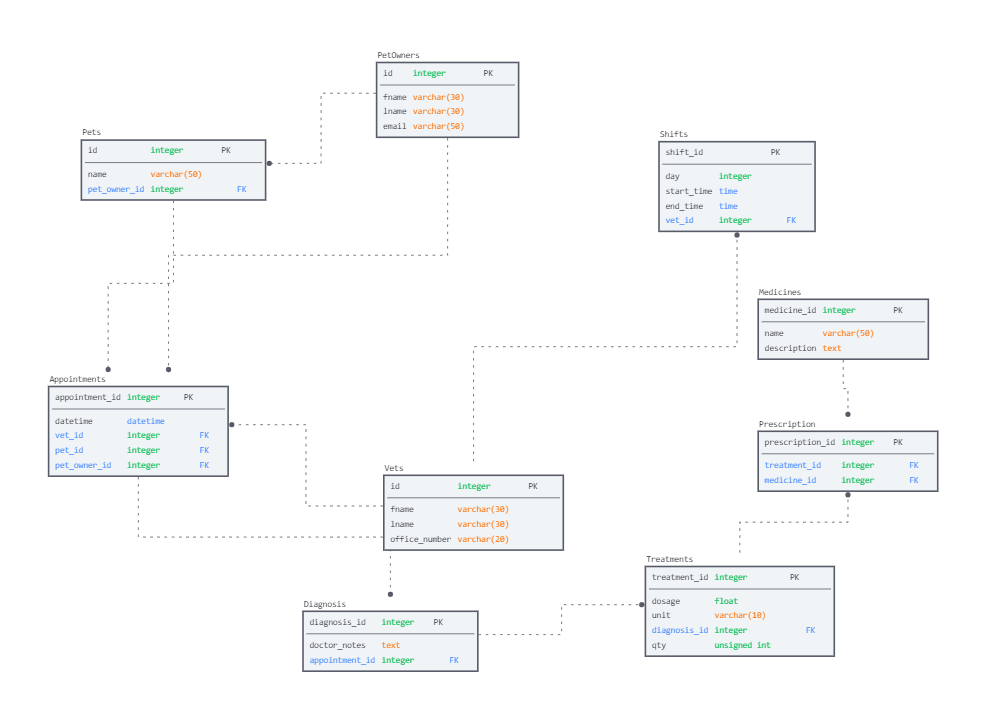 PetOwners
id integer PK
fname varchar(30)
lname varchar(30)
email varchar(50)
Pets
id integer PK
name varchar(50)
pet_owner_id integer FK
Shifts
shift_id PK
day integer
start_time time
end_time time
vet_id integer FK
Medicines
medicine_id integer PK
name varchar(50)
description text
Appointments
appointment_id integer PK
datetime datetime
vet_id integer FK
pet_id integer FK
pet_owner_id integer FK
Prescription
prescription_id integer PK
treatment_id integer FK
medicine_id integer FK
Vets
id integer PK
fname varchar(30)
lname varchar(30)
office_number varchar(20)
Treatments
treatment_id integer PK
dosage float
unit varchar(10)
diagnosis_id integer FK
qty unsigned int
Diagnosis
diagnosis_id integer PK
doctor_notes text
appointment_id integer FK